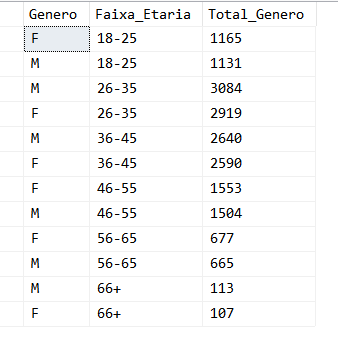 Genero Faixa_Etaria Total_Genero
F 18-25 1165
M 18-25 1131
M 26-35 3084
F 26-35 2919
M 36-45 2640
F 36-45 2590
F 46-55 1553
M 46-55 1504
F 56-65 677
M 56-65 665
M 66+ 113
F 66+ 107